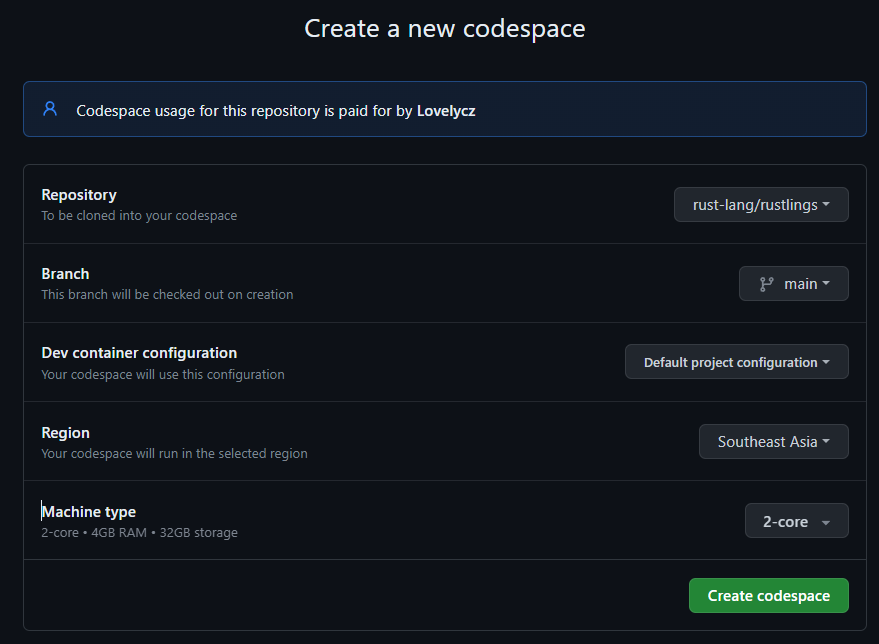 Create a new codespace
Codespace usage for this repository is paid for by Lovelycz
Repository
To be cloned into your codespace
rust-lang/rustlings
Branch
This branch will be checked out on creation
main
Dev container configuration
Your codespace will use this configuration
Default project configuration
Region
Your codespace will run in the selected region
Southeast Asia
Machine type
2-core • 4GB RAM • 32GB storage
2-core
Create codespace